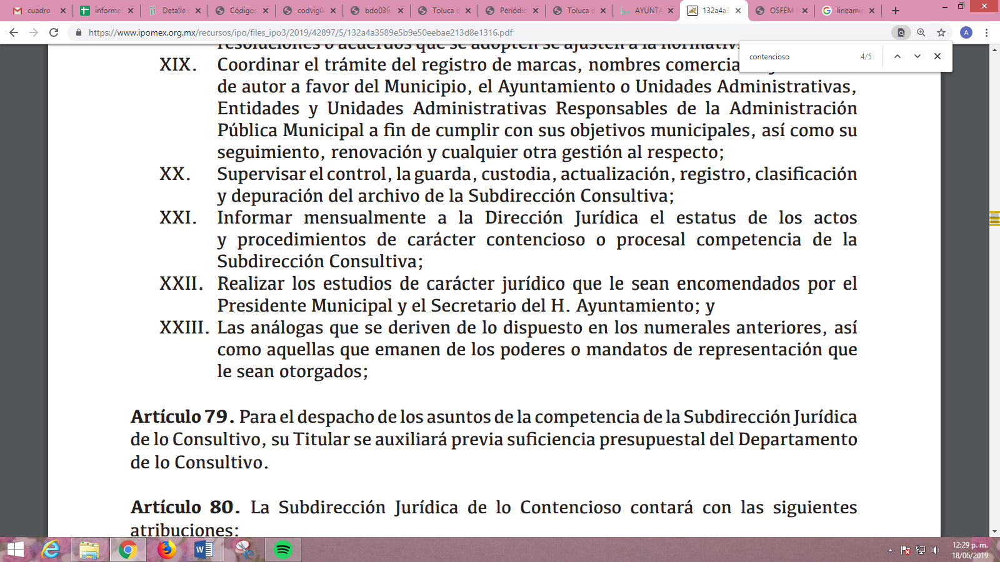 cuadro
informe
Detalle
Códigos
codvig0
bdo039
Toluca d
Periódic
Toluca d
AYUNTA
132a4a3
OSFEM
lineamie
https://www.ipomex.org.mx/recursos/ipo/files_ipo3/2019/42897/5/132a4a3589e5b9e50eebae213d8e1316.pdf
A
contencioso 4/5
resoluciones o acuerdos que se adopten se ajusten a la
XIX. Coordinar el trámite del registro de marcas, nombres
de autor a favor del Municipio, el Ayuntamiento o Unidades Administrativas,
Entidades y Unidades Administrativas Responsables de la Administración
Pública Municipal a fin de cumplir con sus objetivos municipales, así como su
seguimiento, renovación y cualquier otra gestión al respecto;
XX. Supervisar el control, la guarda, custodia, actualización, registro, clasificación
y depuración del archivo de la Subdirección Consultiva;
XXI. Informar mensualmente a la Dirección Jurídica el estatus de los actos
y procedimientos de carácter contencioso o procesal competencia de la
Subdirección Consultiva;
XXII. Realizar los estudios de carácter jurídico que le sean encomendados por el
Presidente Municipal y el Secretario del H. Ayuntamiento; y
XXIII. Las análogas que se deriven de lo dispuesto en los numerales anteriores, así
como aquellas que emanen de los poderes o mandatos de representación que
le sean otorgados;
Artículo 79. Para el despacho de los asuntos de la competencia de la Subdirección Jurídica
de lo Consultivo, su Titular se auxiliará previa suficiencia presupuestal del Departamento
de lo Consultivo.
Artículo 80. La Subdirección Jurídica de lo Contencioso contará con las siguientes
atribuciones:
12:29 p. m.
18/06/2019